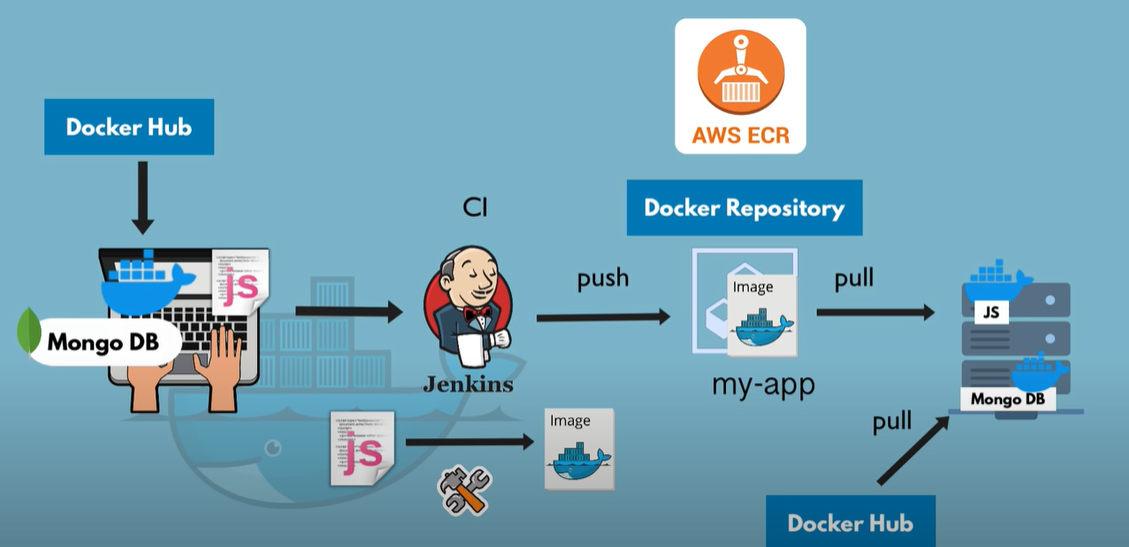 AWS ECR
Docker Hub
Docker Repository
CI
js
Mongo DB
push
Image
pull
JS
Jenkins
my-app
Mongo DB
js
Image
pull
Docker Hub